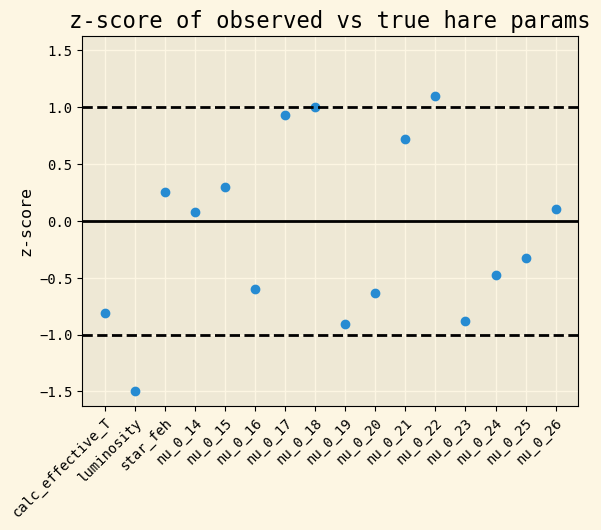 z-score of observed vs true hare params
z-score
1.5
1.0
0.5
0.0
−0.5
−1.0
−1.5
calc_effective_T
luminosity
star_feh
nu_0_14
nu_0_15
nu_0_16
nu_0_17
nu_0_18
nu_0_19
nu_0_20
nu_0_21
nu_0_22
nu_0_23
nu_0_24
nu_0_25
nu_0_26